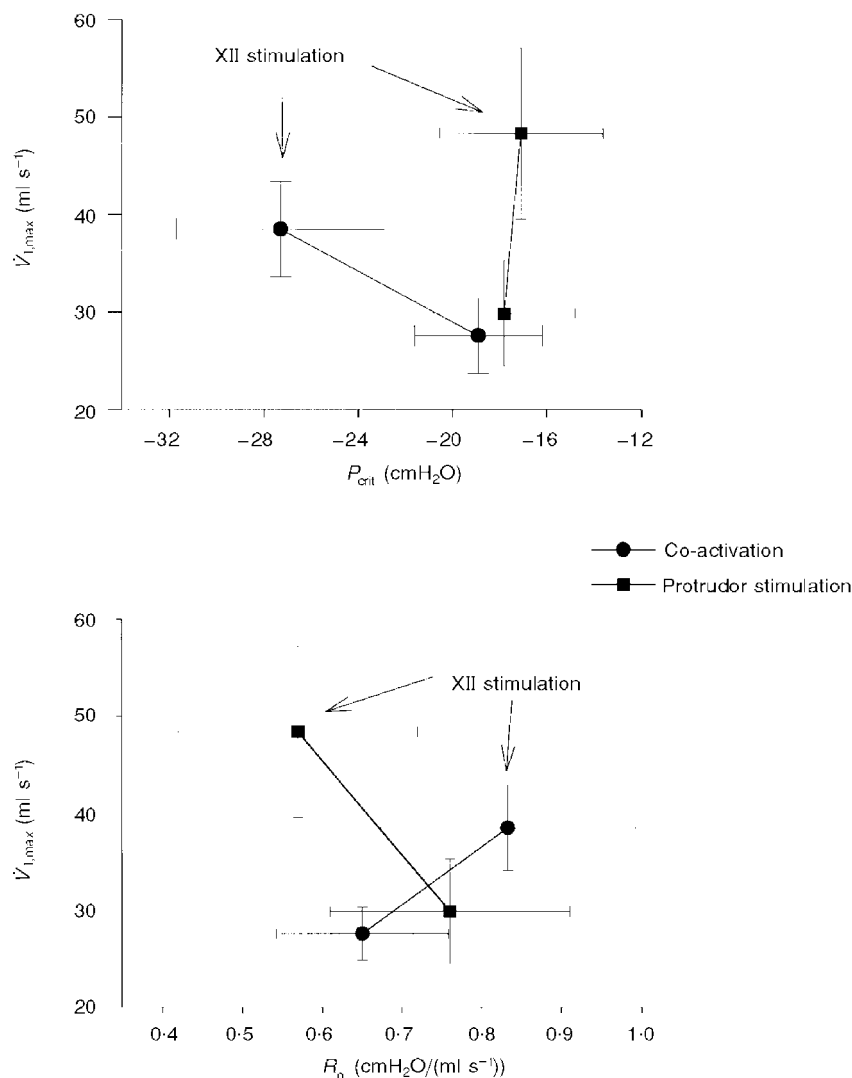 60
XII stimulation
50
40
30
20
V̇I,max (ml s⁻¹)
−32 −28 −24 −20 −16 −12
Pcrit (cmH₂O)
Co-activation
Protrudor stimulation
60
XII stimulation
50
40
30
20
V̇I,max (ml s⁻¹)
0·4 0·5 0·6 0·7 0·8 0·9 1·0
Rn (cmH₂O/(ml s⁻¹))